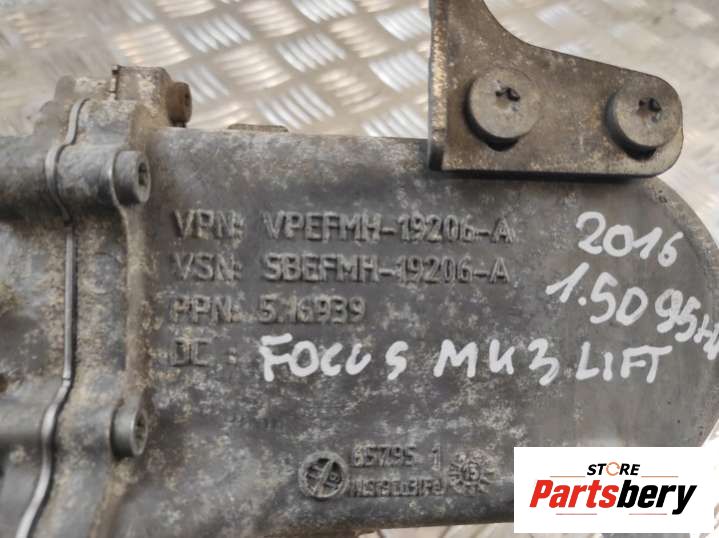 VPN: VPEFMH-19206-A
VSN: SBEFMH-19206-A
PPN: 5.16939
DC :
2016
1.5D 95HP
FOCUS MK3 LIFT
65795 1
STORE
Partsbery